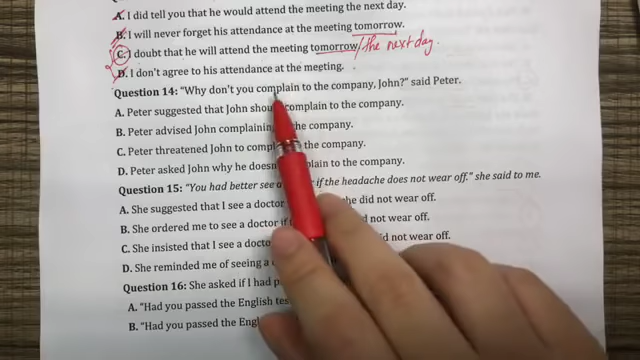 A. I did tell you that he would attend the meeting the next day.
B. I will never forget his attendance at the meeting tomorrow.
C. I doubt that he will attend the meeting tomorrow / the next day.
D. I don't agree to his attendance at the meeting.
Question 14: "Why don't you complain to the company, John?" said Peter.
A. Peter suggested that John should complain to the company.
B. Peter advised John complaining the company.
C. Peter threatened John to the company.
D. Peter asked John why he doesn't complain to the company.
Question 15: "You had better see a if the headache does not wear off." she said to me.
A. She suggested that I see a doctor he did not wear off.
B. She ordered me to see a doctor if did not wear off.
C. She insisted that I see a doctor did not wear off.
D. She reminded me of seeing a
Question 16: She asked if I had
A. "Had you passed the English test
B. "Had you passed the